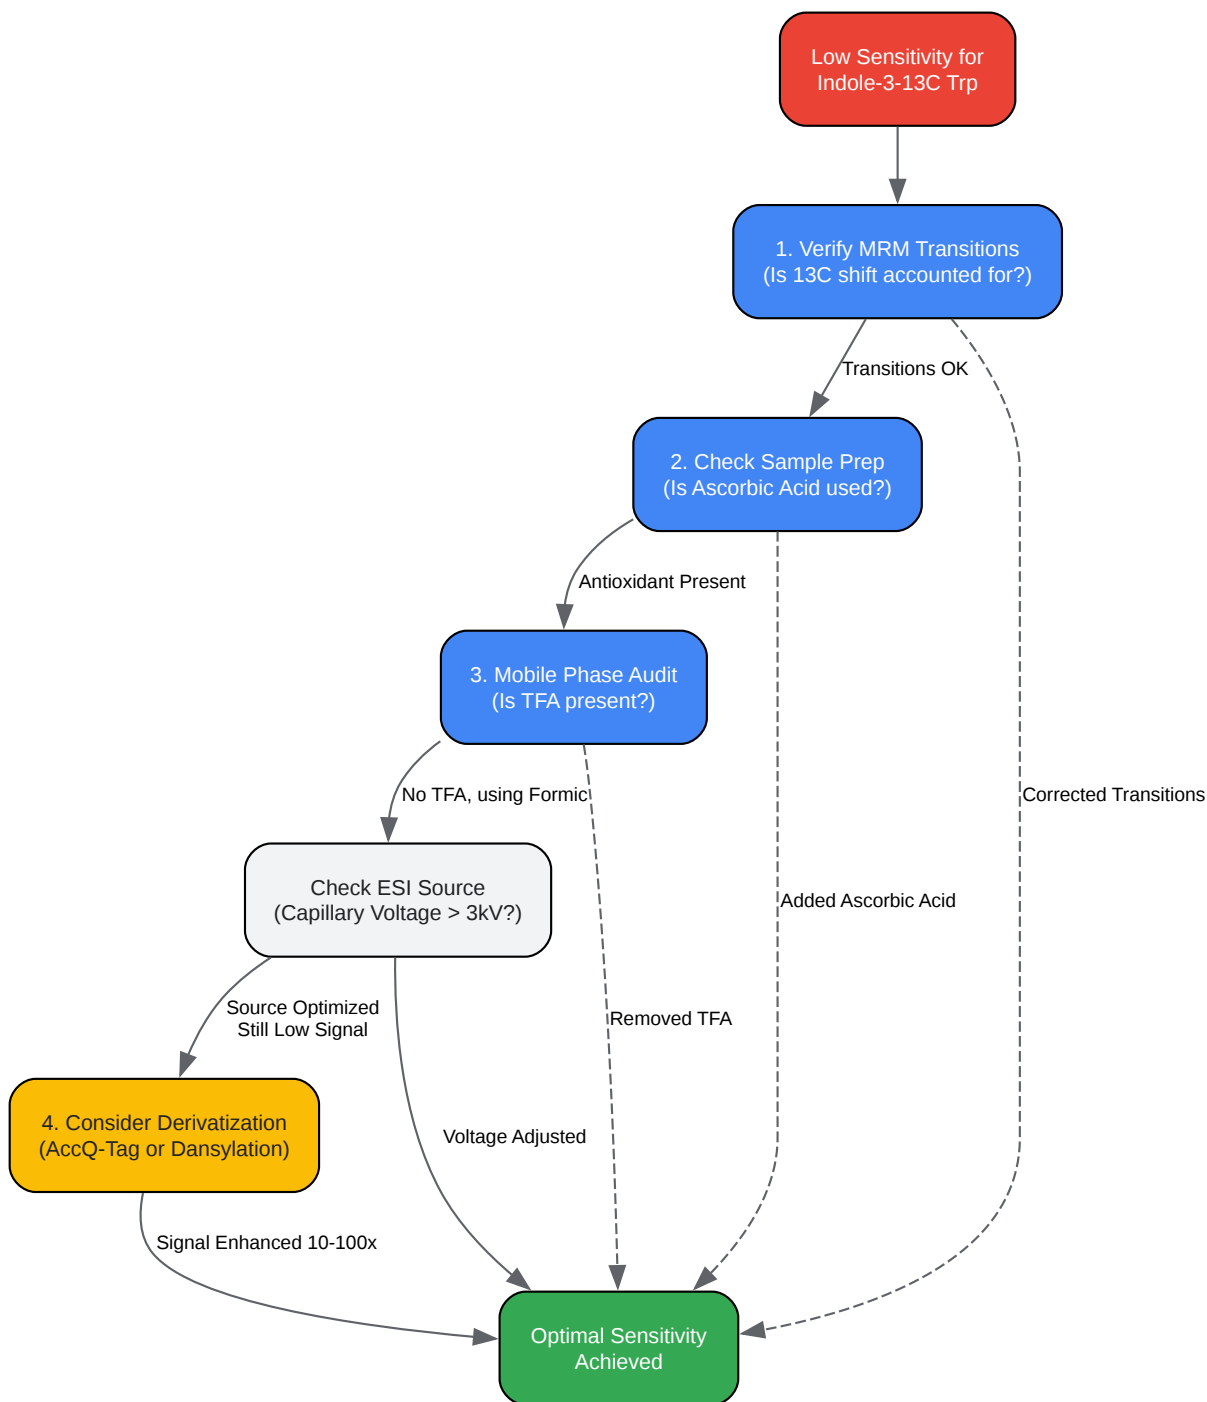 Low Sensitivity for
Indole-3-13C Trp
1. Verify MRM Transitions
(Is 13C shift accounted for?)
Transitions OK
2. Check Sample Prep
(Is Ascorbic Acid used?)
Antioxidant Present
3. Mobile Phase Audit
(Is TFA present?)
No TFA, using Formic
Corrected Transitions
Check ESI Source
(Capillary Voltage > 3kV?)
Added Ascorbic Acid
Source Optimized
Still Low Signal
Removed TFA
4. Consider Derivatization
(AccQ-Tag or Dansylation)
Voltage Adjusted
Signal Enhanced 10-100x
Optimal Sensitivity
Achieved